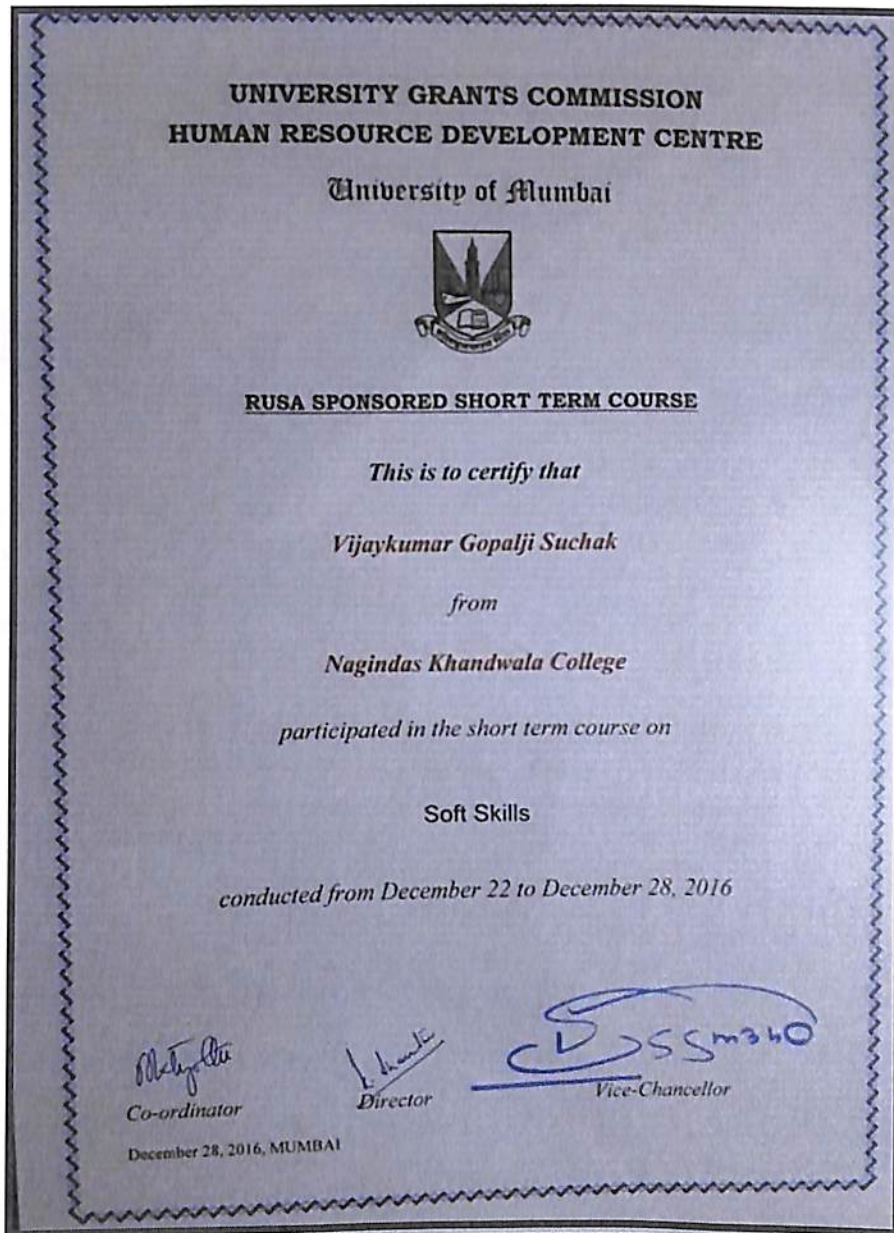 UNIVERSITY GRANTS COMMISSION
HUMAN RESOURCE DEVELOPMENT CENTRE
University of Mumbai
RUSA SPONSORED SHORT TERM COURSE
This is to certify that
Vijaykumar Gopalji Suchak
from
Nagindas Khandwala College
participated in the short term course on
Soft Skills
conducted from December 22 to December 28, 2016
Co-ordinator
Director
Vice-Chancellor
December 28, 2016, MUMBAI